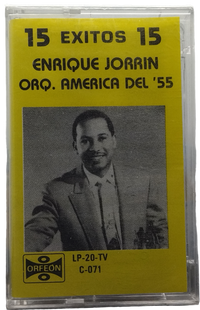 15 EXITOS 15
ENRIQUE JORRIN
ORQ. AMERICA DEL '55
ORFEON
LP-20-TV
C-071